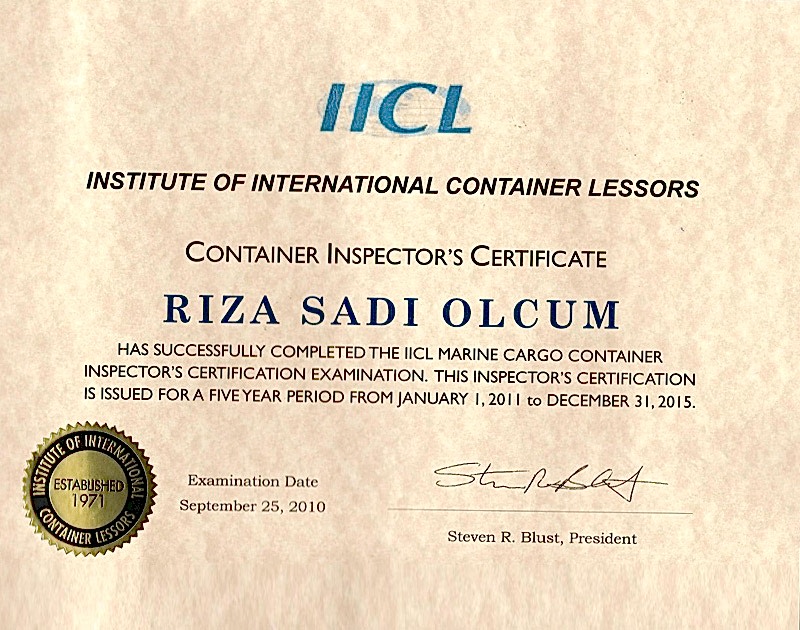 IICL
INSTITUTE OF INTERNATIONAL CONTAINER LESSORS
CONTAINER INSPECTOR'S CERTIFICATE
RIZA SADI OLCUM
HAS SUCCESSFULLY COMPLETED THE IICL MARINE CARGO CONTAINER
INSPECTOR'S CERTIFICATION EXAMINATION. THIS INSPECTOR'S CERTIFICATION
IS ISSUED FOR A FIVE YEAR PERIOD FROM JANUARY 1, 2011 to DECEMBER 31, 2015.
INSTITUTE OF INTERNATIONAL
ESTABLISHED
1971
CONTAINER LESSORS
Examination Date
September 25, 2010
Steven R. Blust
Steven R. Blust, President